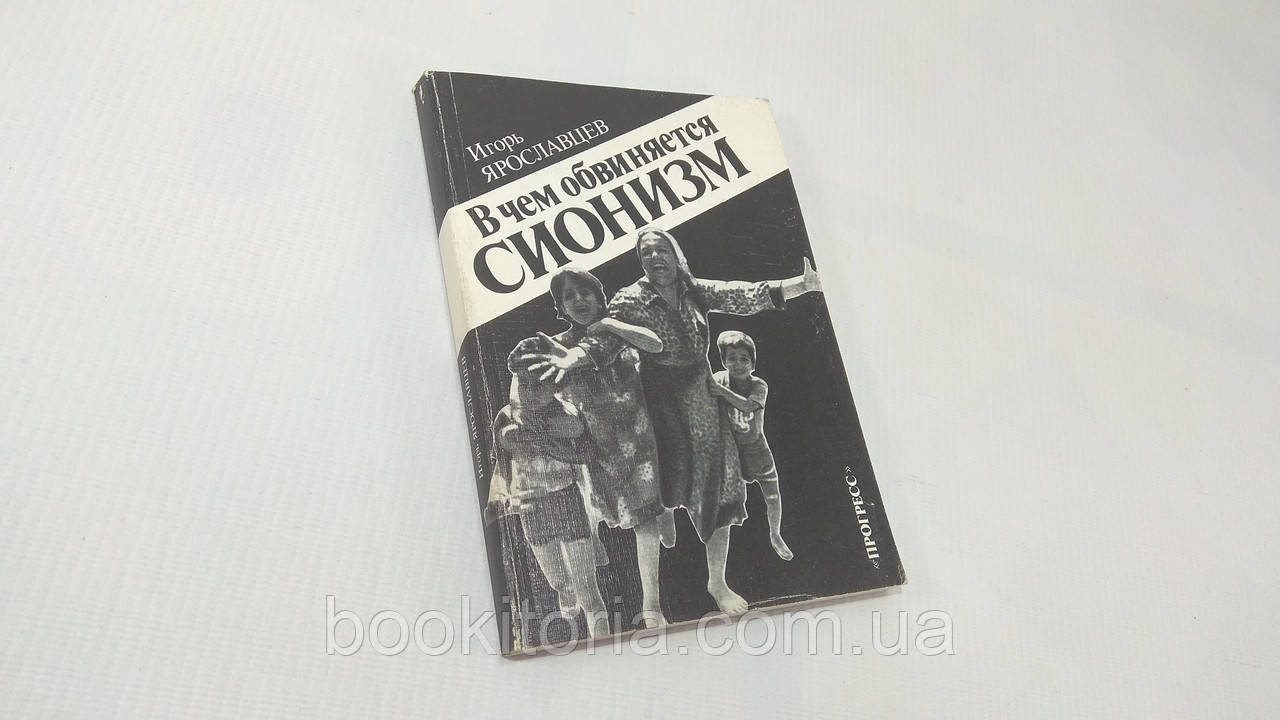 Игорь
ЯРОСЛАВЦЕВ
В чем обвиняется
СИОНИЗМ
«ПРОГРЕСС»
bookitoria.com.ua